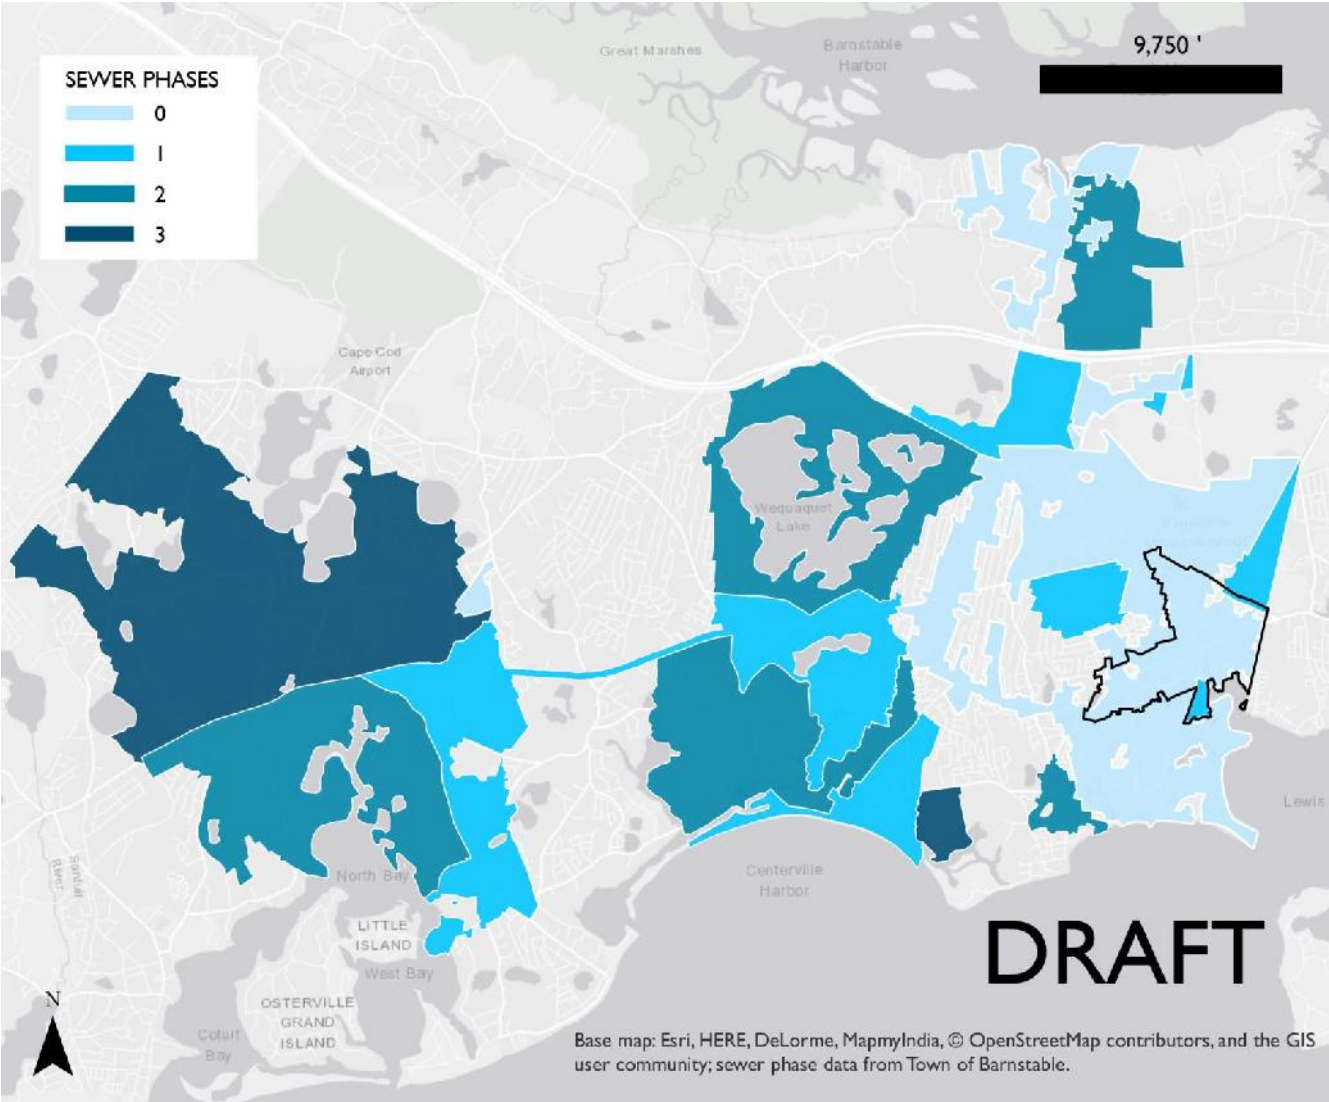 SEWER PHASES
0
1
2
3
Great Marshes
Barnstable
Harbor
9,750 '
Cape Cod
Airport
Wequaquet
Lake
North Bay
LITTLE
ISLAND
West Bay
OSTERVILLE
GRAND
ISLAND
Cotuit
Bay
Santuit
River
Centerville
Harbor
Lewis
DRAFT
N
Base map: Esri, HERE, DeLorme, MapmyIndia, © OpenStreetMap contributors, and the GIS
user community; sewer phase data from Town of Barnstable.